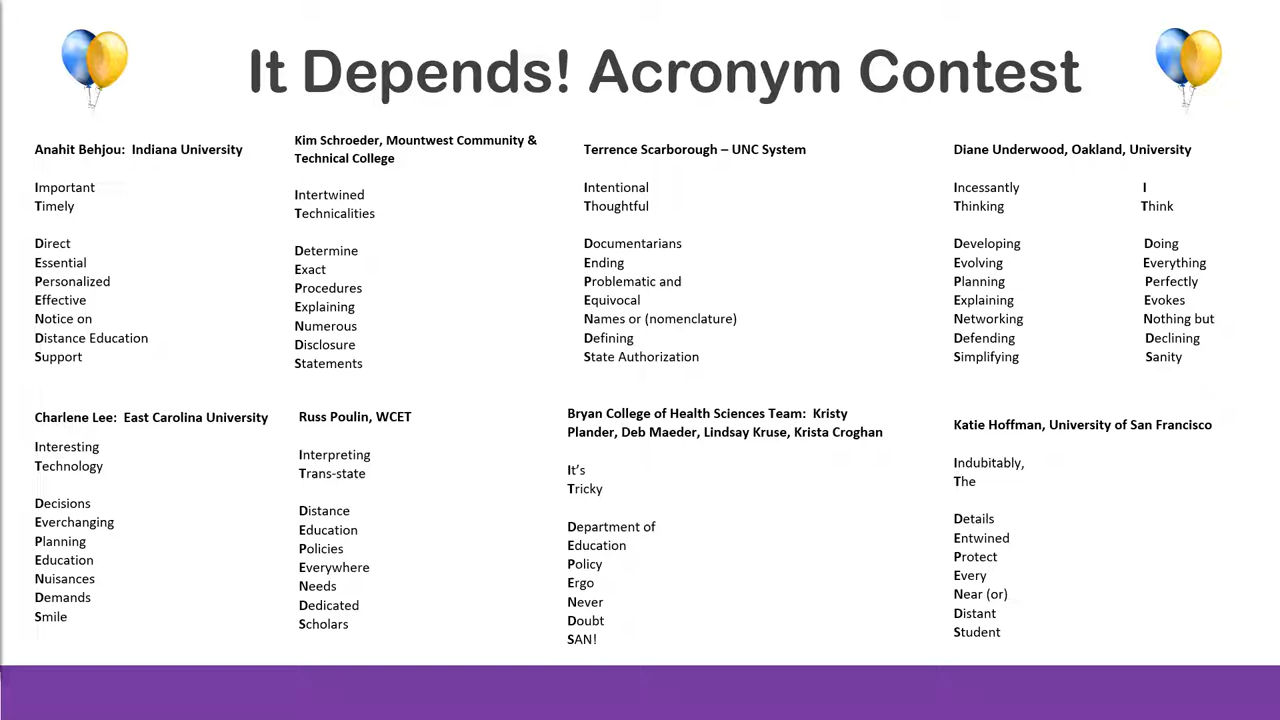 It Depends! Acronym Contest
Anahit Behjou:  Indiana University
Important
Timely
Direct
Essential
Personalized
Effective
Notice on
Distance Education
Support
Kim Schroeder, Mountwest Community &
Technical College
Intertwined
Technicalities
Determine
Exact
Procedures
Explaining
Numerous
Disclosure
Statements
Terrence Scarborough – UNC System
Intentional
Thoughtful
Documentarians
Ending
Problematic and
Equivocal
Names or (nomenclature)
Defining
State Authorization
Diane Underwood, Oakland, University
Incessantly
Thinking
Developing
Evolving
Planning
Explaining
Networking
Defending
Simplifying
I
Think
Doing
Everything
Perfectly
Evokes
Nothing but
Declining
Sanity
Charlene Lee:  East Carolina University
Interesting
Technology
Decisions
Everchanging
Planning
Education
Nuisances
Demands
Smile
Russ Poulin, WCET
Interpreting
Trans-state
Distance
Education
Policies
Everywhere
Needs
Dedicated
Scholars
Bryan College of Health Sciences Team:  Kristy
Plander, Deb Maeder, Lindsay Kruse, Krista Croghan
It’s
Tricky
Department of
Education
Policy
Ergo
Never
Doubt
SAN!
Katie Hoffman, University of San Francisco
Indubitably,
The
Details
Entwined
Protect
Every
Near (or)
Distant
Student